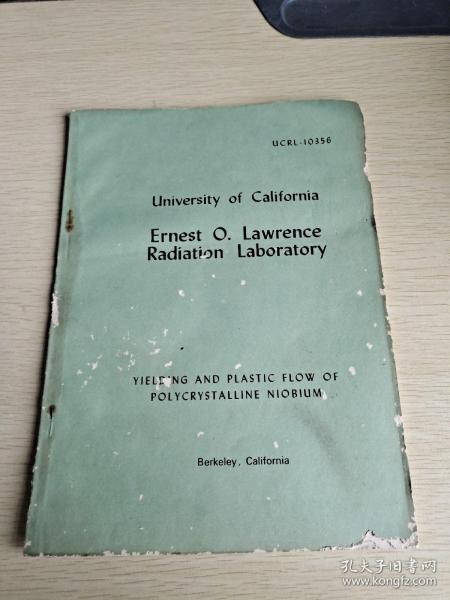 UCRL-10356
University of California
Ernest O. Lawrence
Radiation Laboratory
YIELDING AND PLASTIC FLOW OF
POLYCRYSTALLINE NIOBIUM
Berkeley, California
孔夫子旧书网
www.kongfz.com